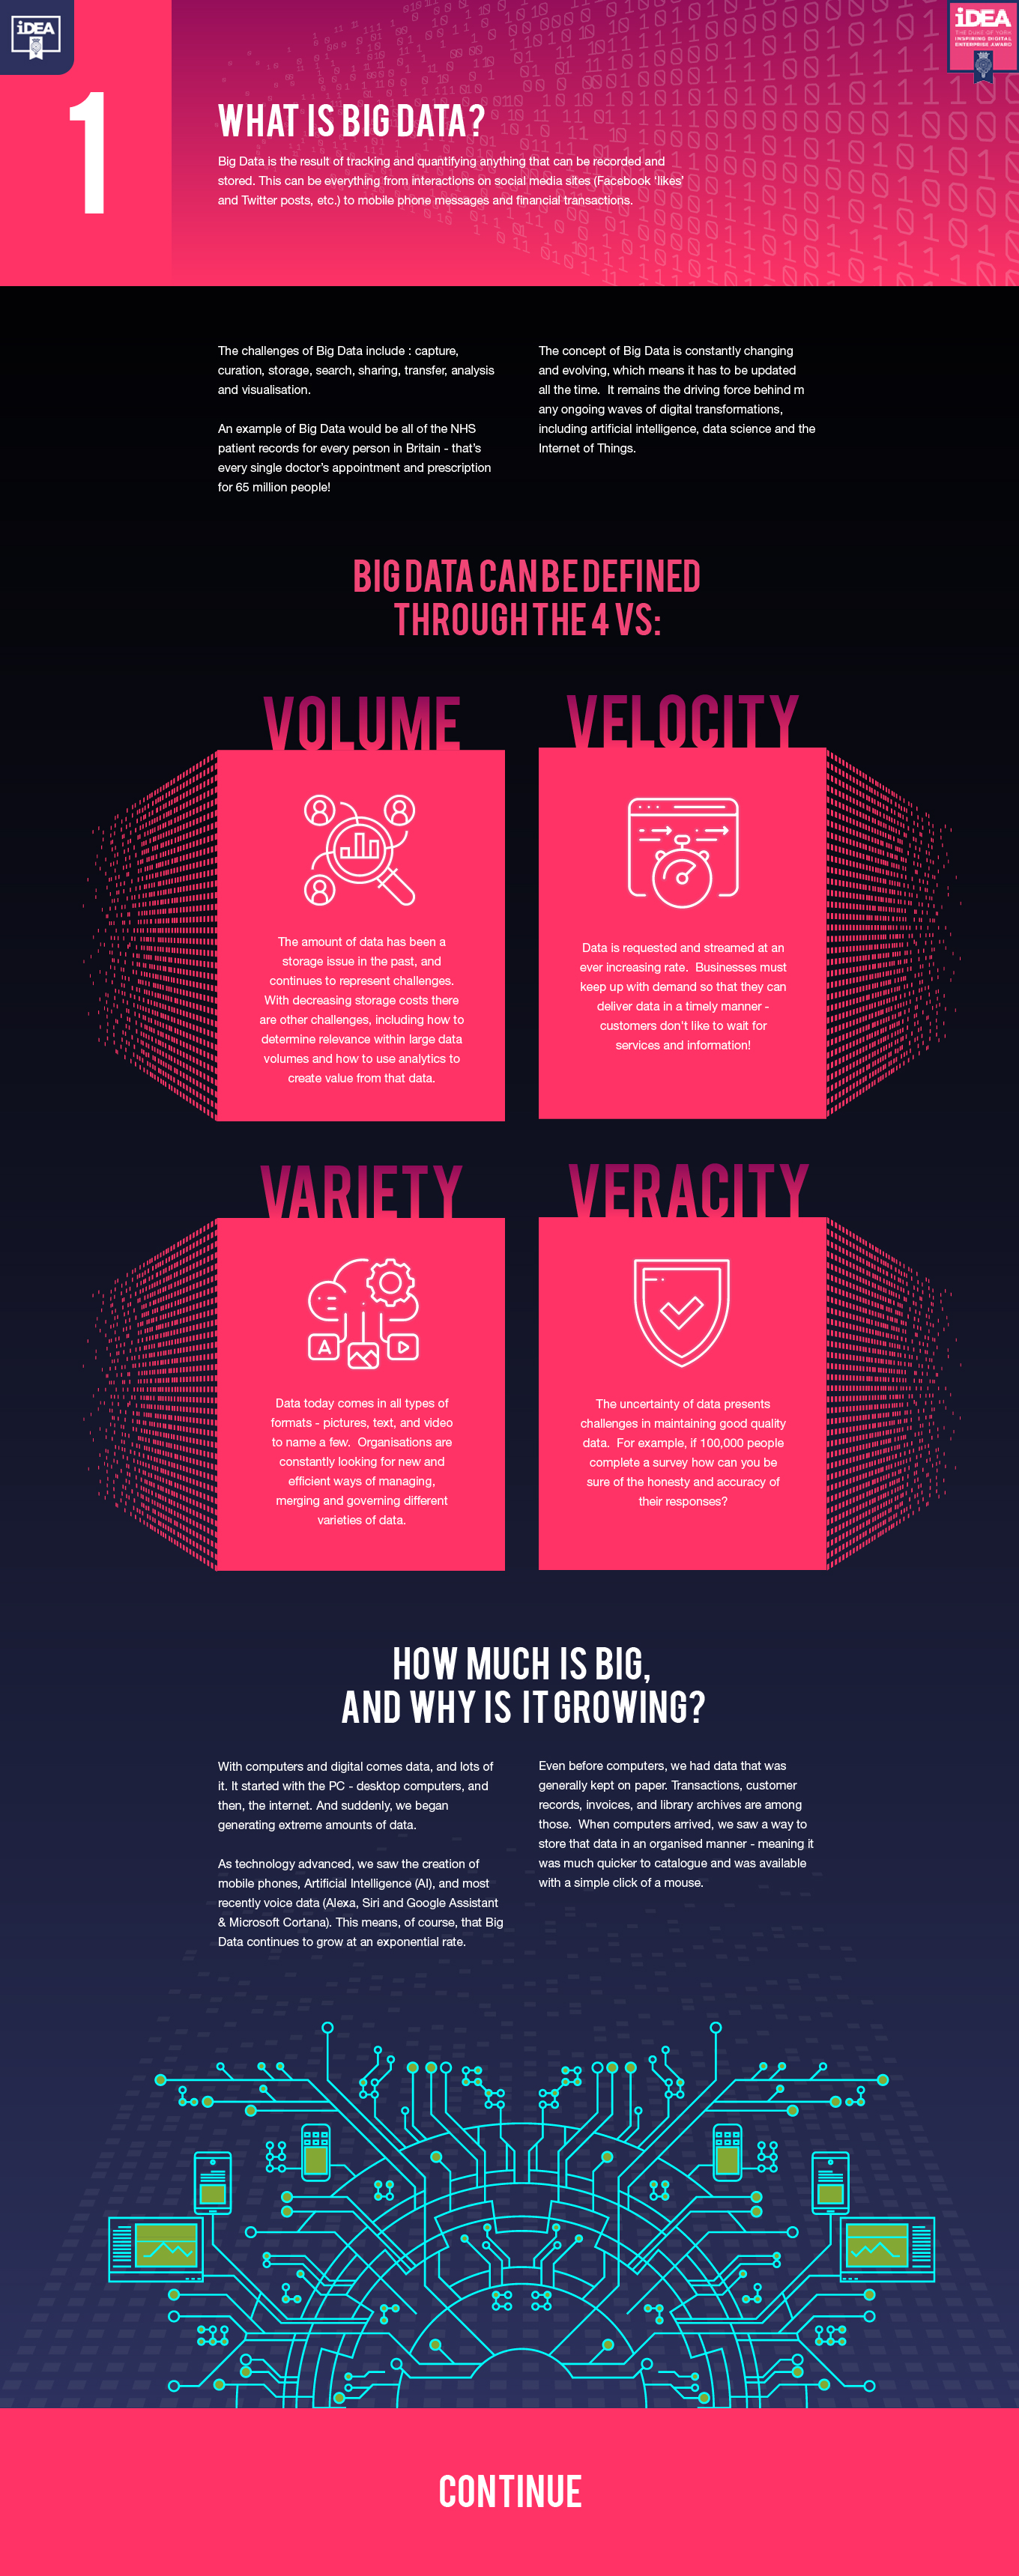 iDEA
iDEA
THE DUKE OF YORK
INSPIRING DIGITAL
ENTERPRISE AWARD
1
WHAT IS BIG DATA?
Big Data is the result of tracking and quantifying anything that can be recorded and
stored. This can be everything from interactions on social media sites (Facebook ‘likes’
and Twitter posts, etc.) to mobile phone messages and financial transactions.
The challenges of Big Data include : capture,
curation, storage, search, sharing, transfer, analysis
and visualisation.
An example of Big Data would be all of the NHS
patient records for every person in Britain - that’s
every single doctor’s appointment and prescription
for 65 million people!
The concept of Big Data is constantly changing
and evolving, which means it has to be updated
all the time. It remains the driving force behind m
any ongoing waves of digital transformations,
including artificial intelligence, data science and the
Internet of Things.
BIG DATA CAN BE DEFINED
THROUGH THE 4 VS:
VOLUME
The amount of data has been a
storage issue in the past, and
continues to represent challenges.
With decreasing storage costs there
are other challenges, including how to
determine relevance within large data
volumes and how to use analytics to
create value from that data.
VELOCITY
Data is requested and streamed at an
ever increasing rate. Businesses must
keep up with demand so that they can
deliver data in a timely manner -
customers don't like to wait for
services and information!
VARIETY
A
Data today comes in all types of
formats - pictures, text, and video
to name a few. Organisations are
constantly looking for new and
efficient ways of managing,
merging and governing different
varieties of data.
VERACITY
The uncertainty of data presents
challenges in maintaining good quality
data. For example, if 100,000 people
complete a survey how can you be
sure of the honesty and accuracy of
their responses?
HOW MUCH IS BIG,
AND WHY IS IT GROWING?
With computers and digital comes data, and lots of
it. It started with the PC - desktop computers, and
then, the internet. And suddenly, we began
generating extreme amounts of data.
As technology advanced, we saw the creation of
mobile phones, Artificial Intelligence (AI), and most
recently voice data (Alexa, Siri and Google Assistant
& Microsoft Cortana). This means, of course, that Big
Data continues to grow at an exponential rate.
Even before computers, we had data that was
generally kept on paper. Transactions, customer
records, invoices, and library archives are among
those. When computers arrived, we saw a way to
store that data in an organised manner - meaning it
was much quicker to catalogue and was available
with a simple click of a mouse.
CONTINUE